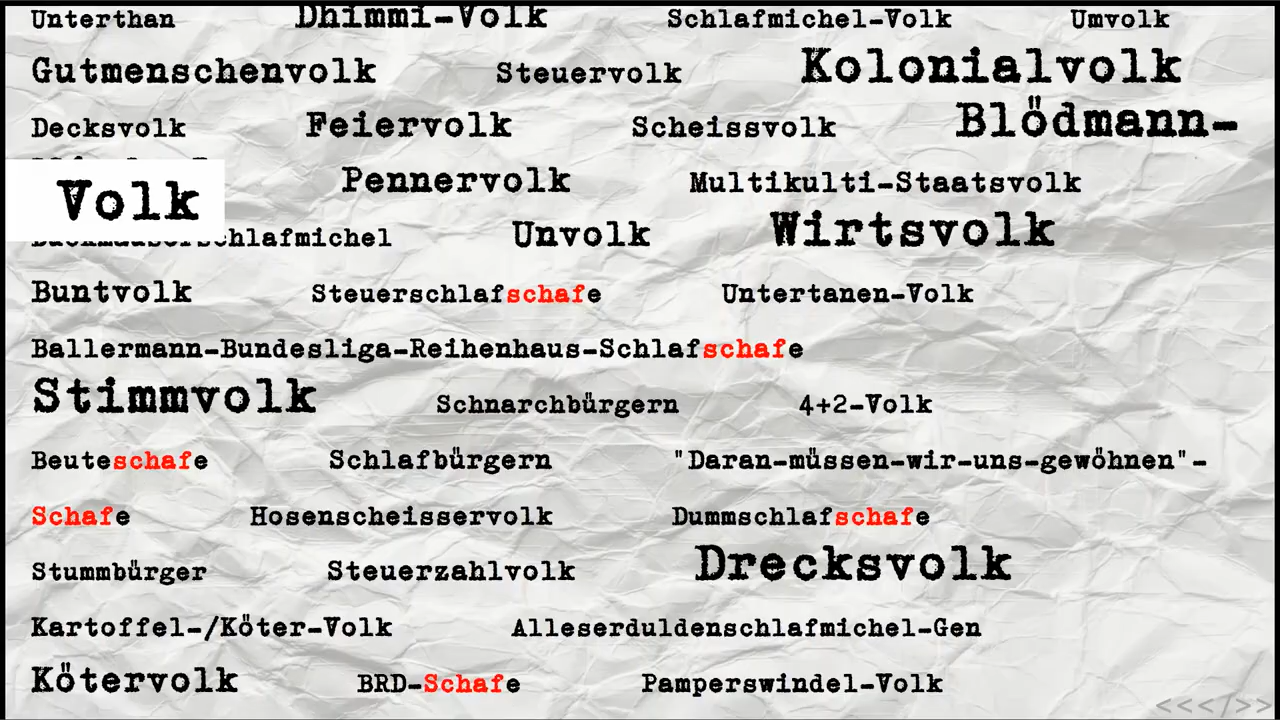 Unterthan Dhimmi-Volk Schlafmichel-Volk Umvolk
Gutmenschenvolk Steuervolk Kolonialvolk
Decksvolk Feiervolk Scheissvolk Blödmann-
Volk Pennervolk Multikulti-Staatsvolk
Unvolk Wirtsvolk
Buntvolk Steuerschlafschafe Untertanen-Volk
Ballermann-Bundesliga-Reihenhaus-Schlafschafe
Stimmvolk Schnarchbürgern 4+2-Volk
Beuteschafe Schlafbürgern "Daran-müssen-wir-uns-gewöhnen"-
Schafe Hosenscheisservolk Dummschlafschafe
Stummbürger Steuerzahlvolk Drecksvolk
Kartoffel-/Köter-Volk Alleserduldenschlafmichel-Gen
Kötervolk BRD-Schafe Pamperswindel-Volk
<<</>>